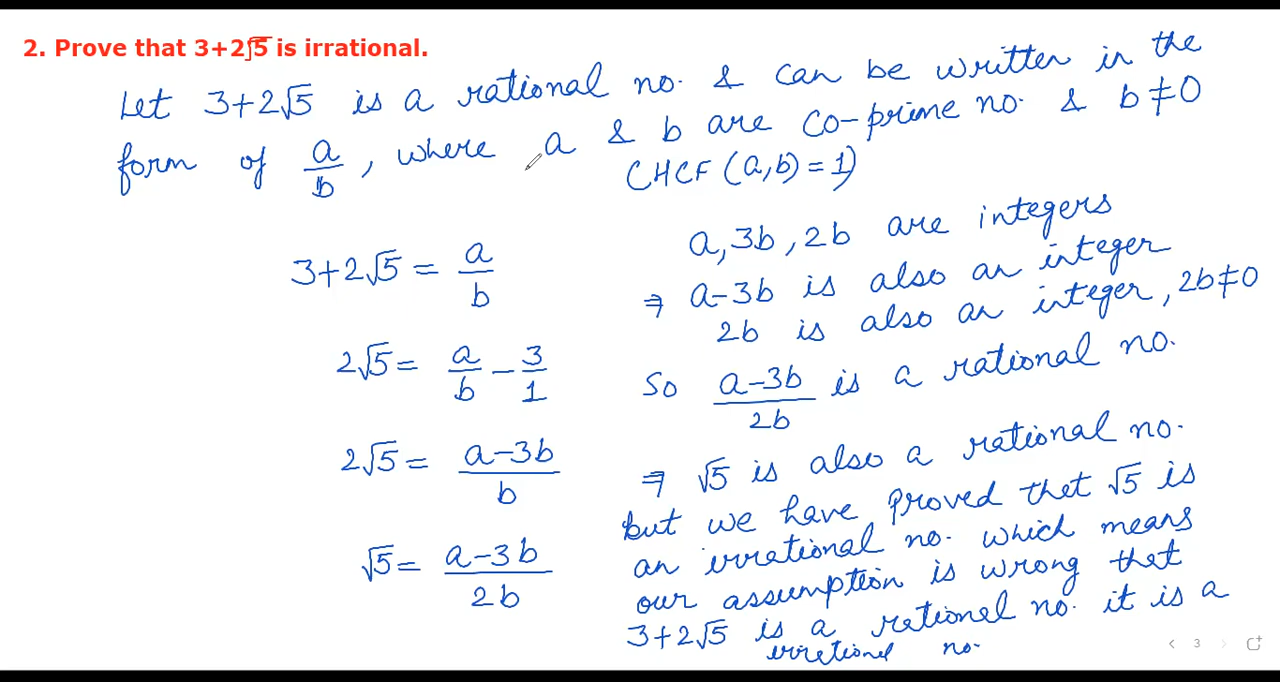 2. Prove that 3+2√5 is irrational.
Let 3+2√5 is a rational no. & can be written in the
form of a/b, where a & b are co-prime no. & b≠0
CHCF (a,b)=1)
3+2√5 = a/b
2√5 = a/b − 3/1
2√5 = a−3b/b
√5 = a−3b/2b
a, 3b, 2b are integers
⇒ a−3b is also an integer
2b is also an integer, 2b≠0
So a−3b/2b is a rational no.
⇒ √5 is also a rational no.
but we have proved that √5 is
an irrational no. which means
our assumption is wrong that
3+2√5 is a rational no. it is a
irrational no.
3